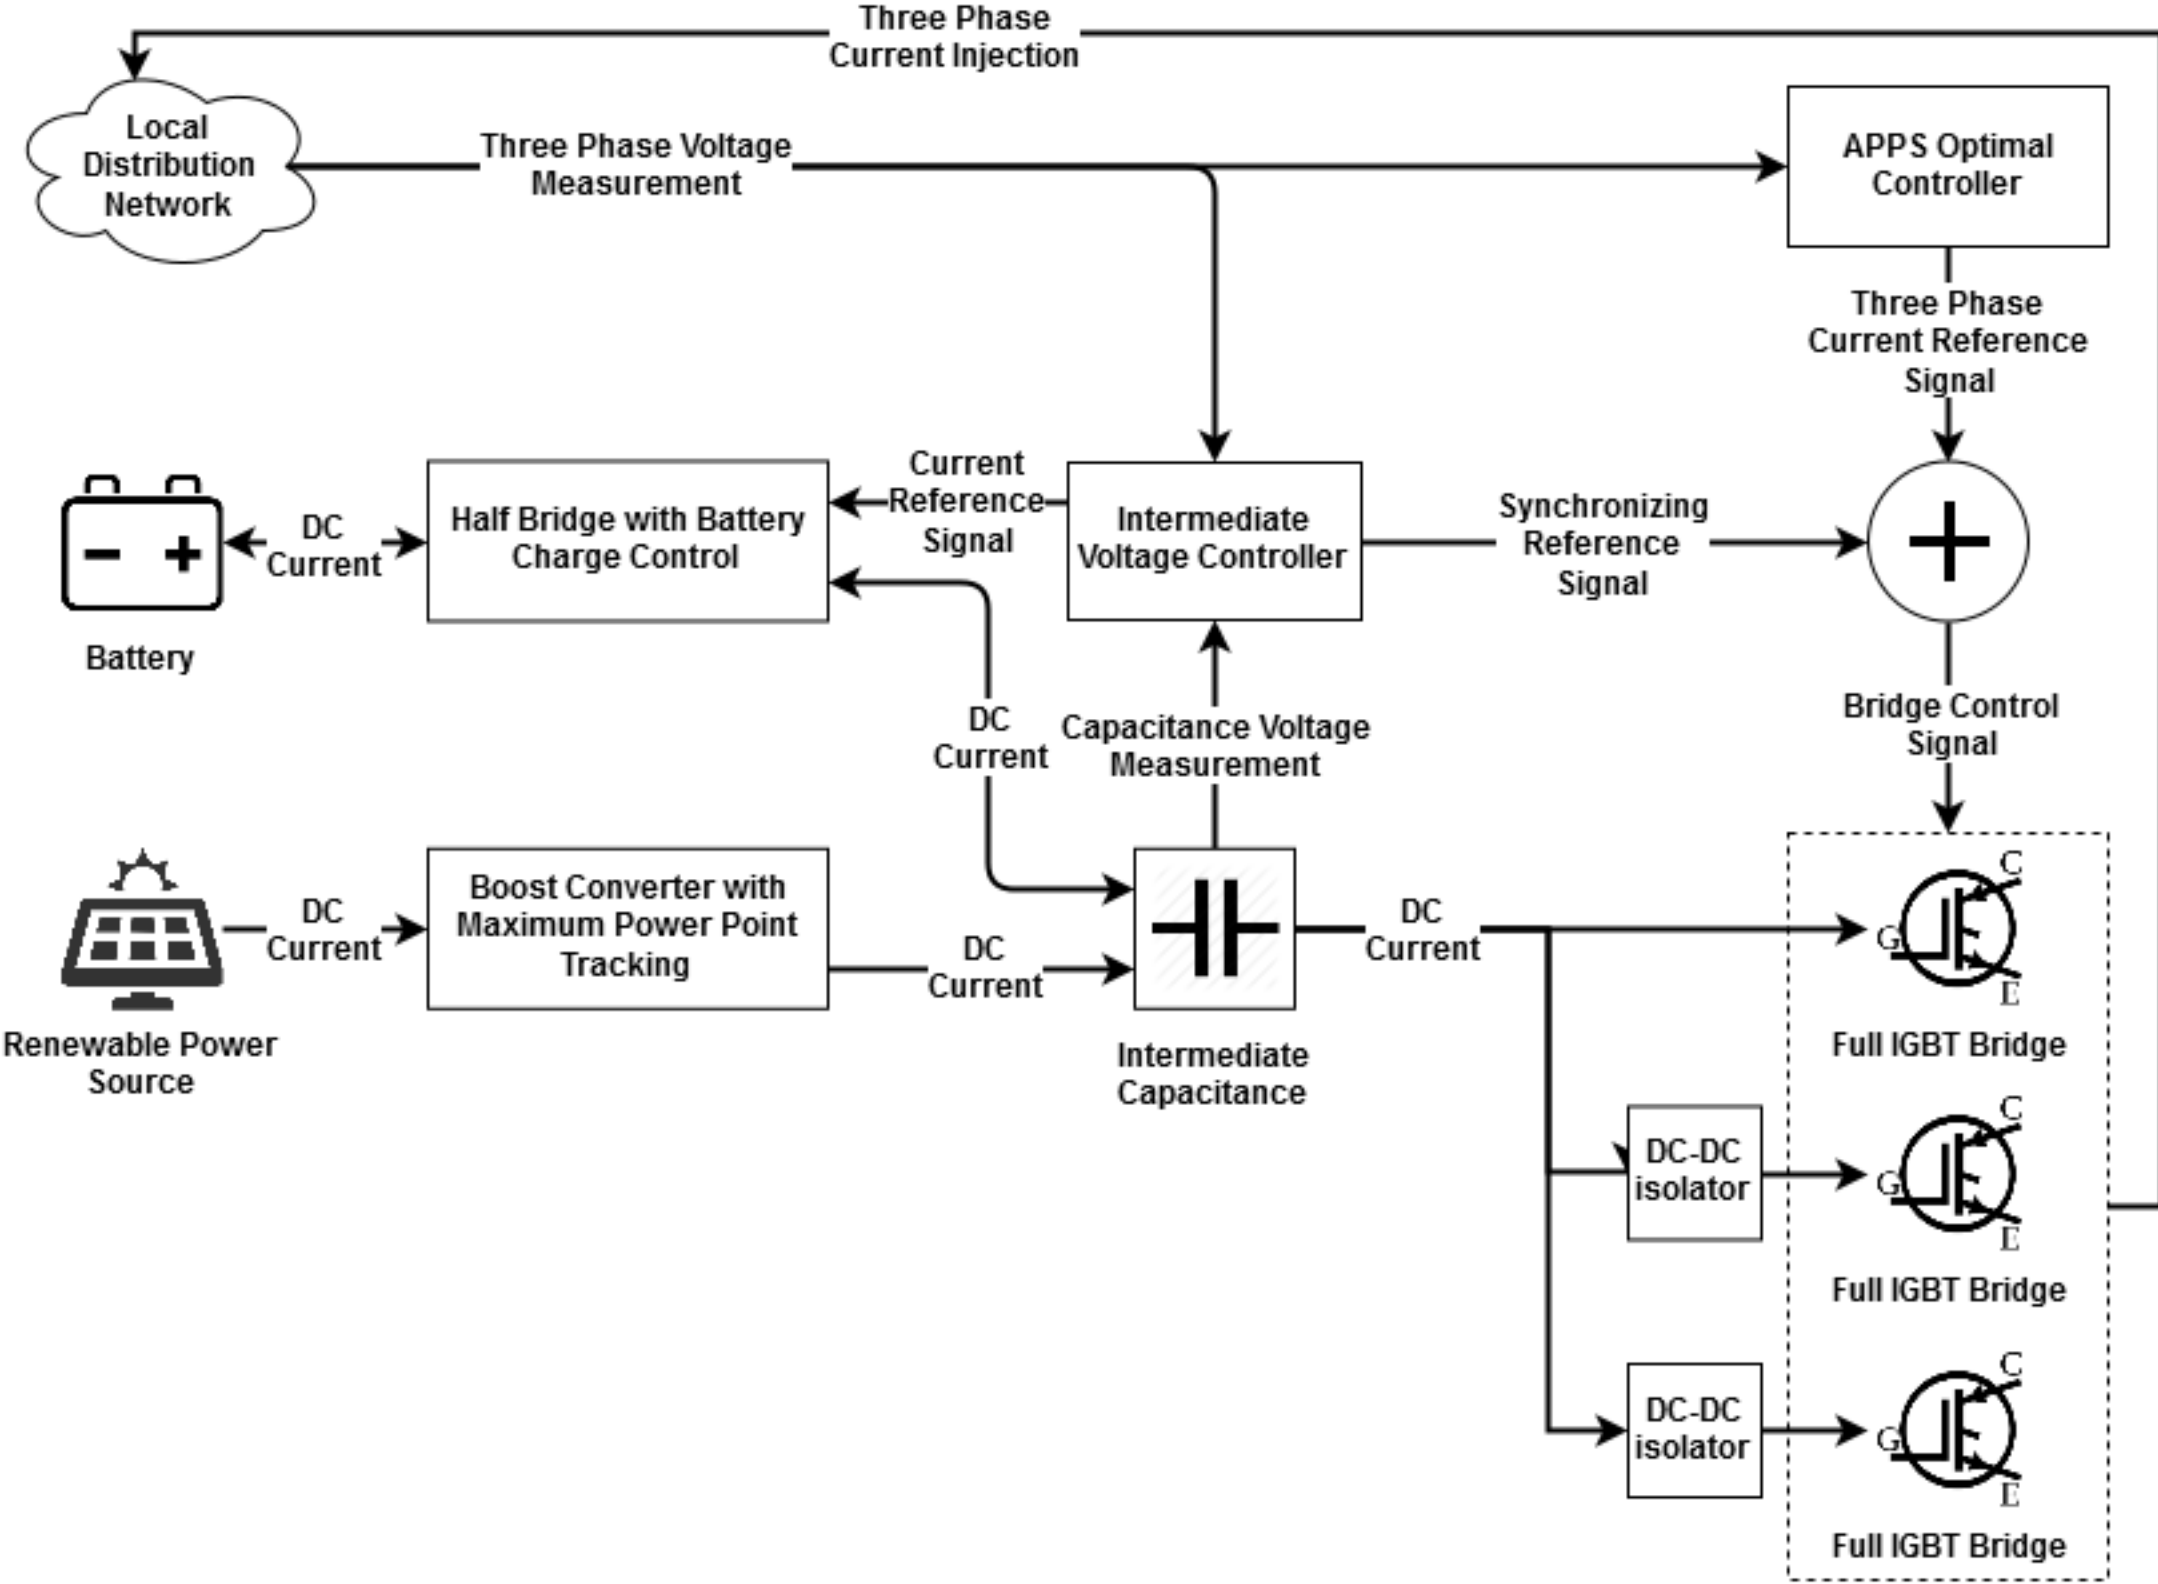 Three Phase
Current Injection
Local
Distribution
Network
Three Phase Voltage
Measurement
APPS Optimal
Controller
Three Phase
Current Reference
Signal
Battery
DC
Current
Half Bridge with Battery
Charge Control
Current
Reference
Signal
Intermediate
Voltage Controller
Synchronizing
Reference
Signal
DC
Current
Capacitance Voltage
Measurement
Bridge Control
Signal
Renewable Power
Source
DC
Current
Boost Converter with
Maximum Power Point
Tracking
DC
Current
Intermediate
Capacitance
DC
Current
C
G
E
Full IGBT Bridge
DC-DC
isolator
C
G
E
Full IGBT Bridge
DC-DC
isolator
C
G
E
Full IGBT Bridge